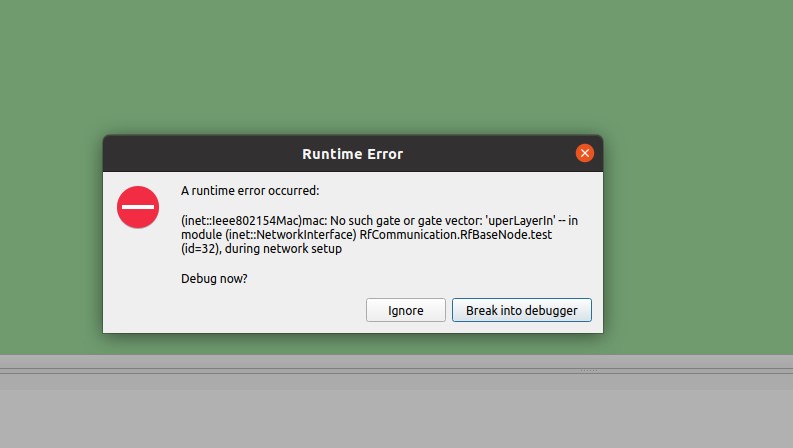 Runtime Error
A runtime error occurred:
(inet::Ieee802154Mac)mac: No such gate or gate vector: 'uperLayerIn' -- in
module (inet::NetworkInterface) RfCommunication.RfBaseNode.test
(id=32), during network setup
Debug now?
Ignore
Break into debugger